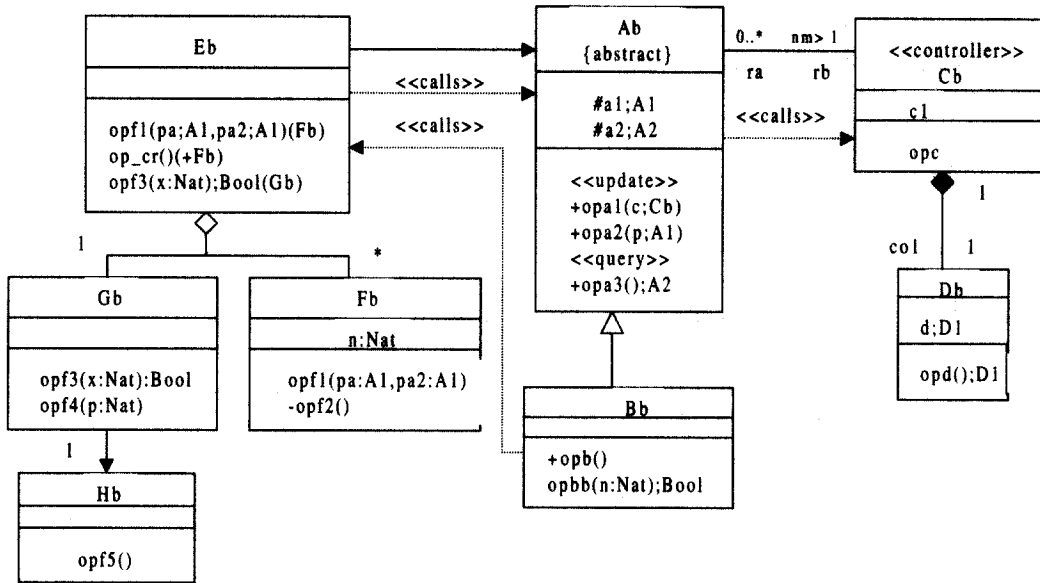 Eb
opf1(pa;A1,pa2;A1)(Fb)
op_cr()(+Fb)
opf3(x:Nat);Bool(Gb)
<<calls>>
<<calls>>
Ab
{abstract}
#a1;A1
#a2;A2
<<update>>
+opa1(c;Cb)
+opa2(p;A1)
<<query>>
+opa3();A2
0..* nm> 1
ra rb
<<calls>>
<<controller>>
Cb
c1
opc
1
col 1
Db
d;D1
opd();D1
1
*
Gb
opf3(x:Nat):Bool
opf4(p:Nat)
Fb
n:Nat
opf1(pa:A1,pa2:A1)
-opf2()
Bb
+opb()
opbb(n:Nat);Bool
1
Hb
opf5()